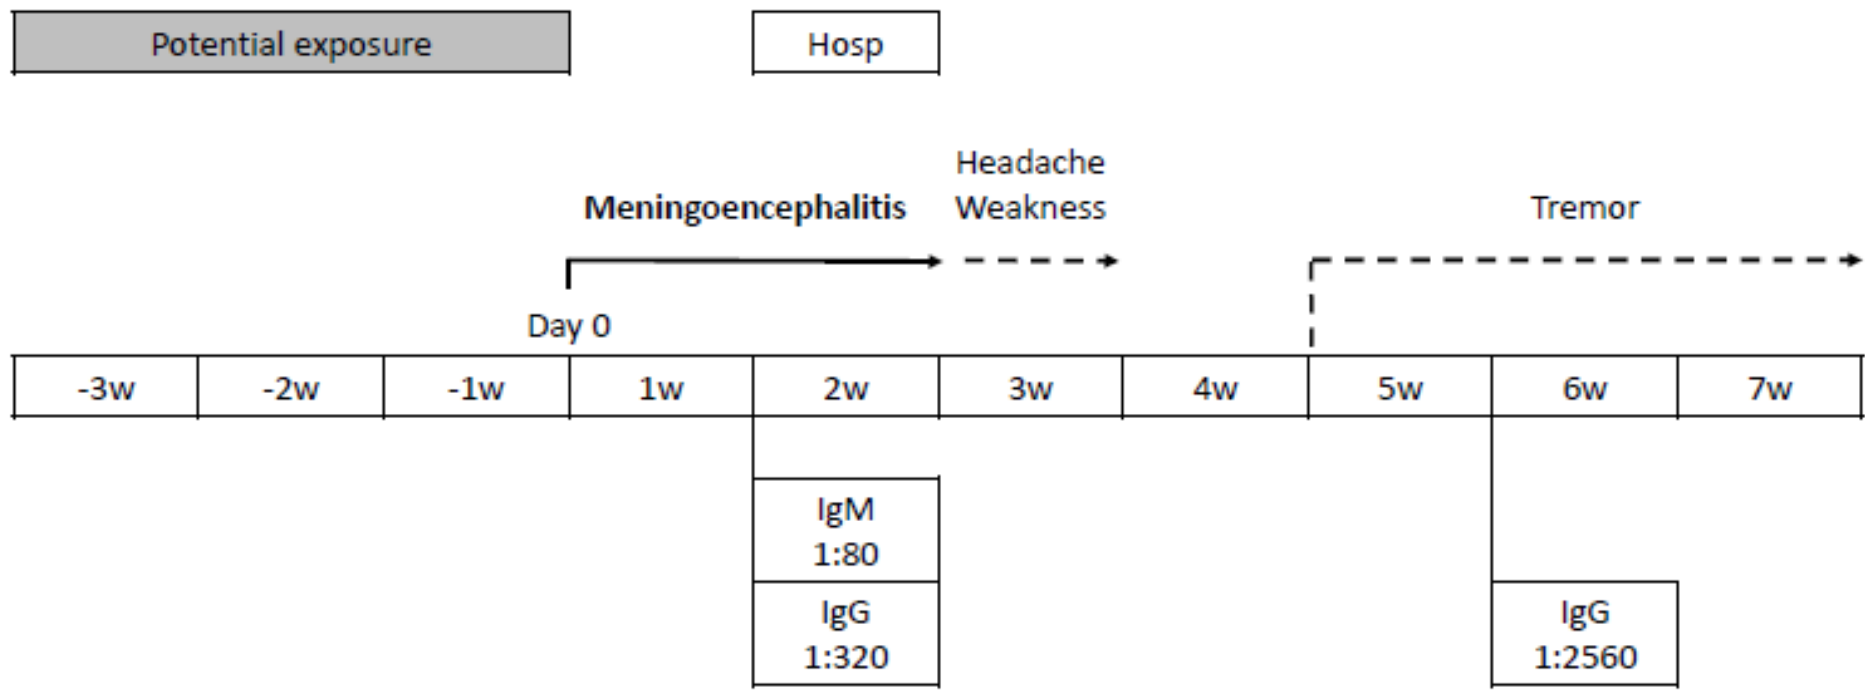 Potential exposure
Hosp
Headache
Meningoencephalitis
Weakness
Tremor
Day 0
-3w
-2w
-1w
1w
2w
3w
4w
5w
6w
7w
IgM
1:80
IgG
1:320
IgG
1:2560